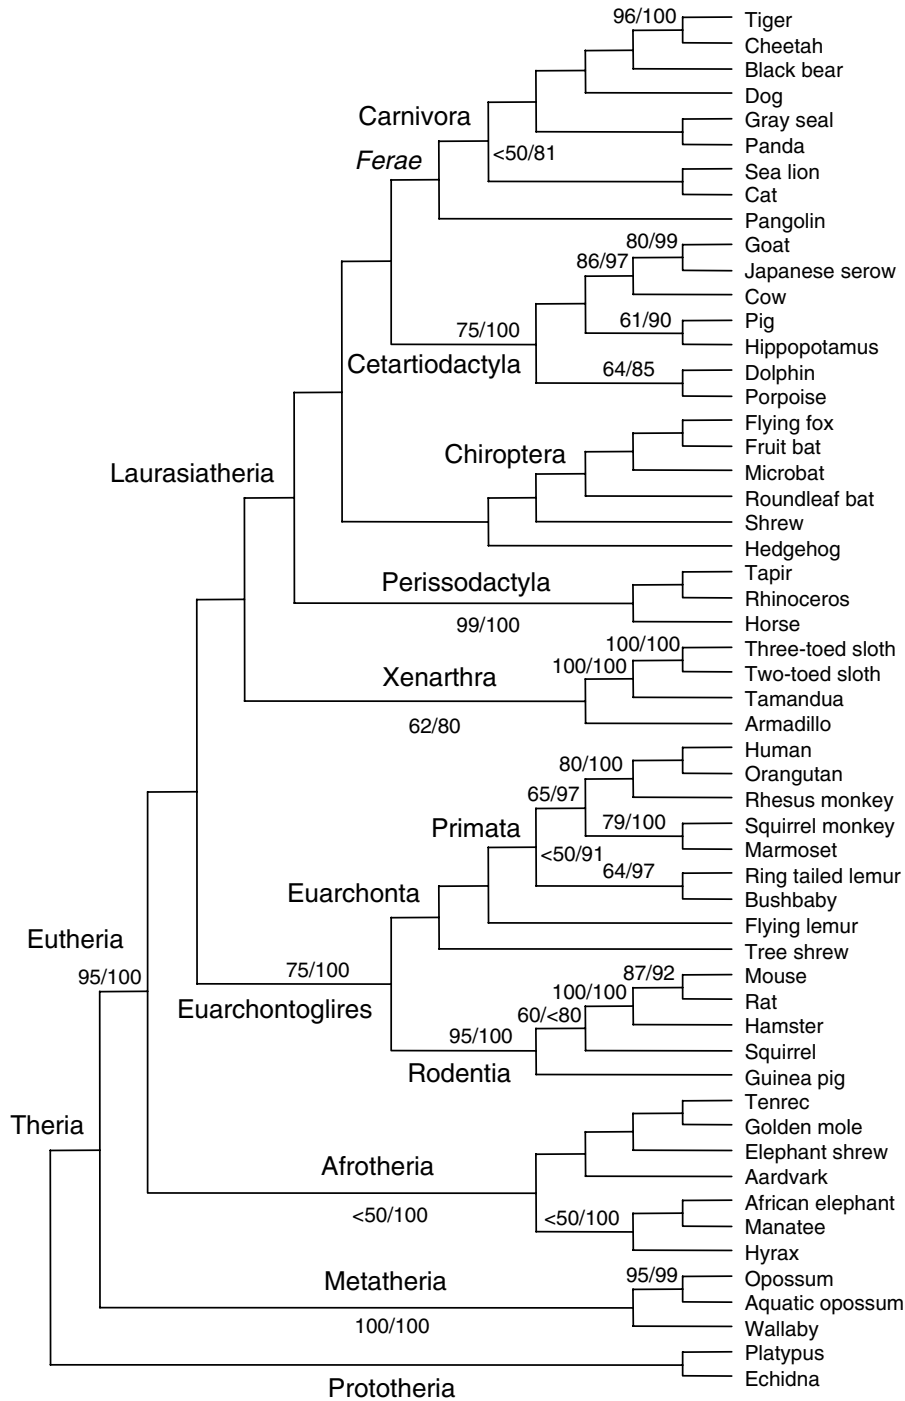 96/100
Tiger
Cheetah
Black bear
Dog
Carnivora
Gray seal
Panda
<50/81
Ferae
Sea lion
Cat
Pangolin
80/99
Goat
86/97
Japanese serow
Cow
61/90
Pig
75/100
Hippopotamus
Cetartiodactyla
64/85
Dolphin
Porpoise
Flying fox
Fruit bat
Chiroptera
Microbat
Laurasiatheria
Roundleaf bat
Shrew
Hedgehog
Tapir
Perissodactyla
Rhinoceros
99/100
Horse
100/100
Three-toed sloth
100/100
Two-toed sloth
Xenarthra
Tamandua
62/80
Armadillo
Human
80/100
Orangutan
65/97
Rhesus monkey
79/100
Squirrel monkey
Primata
Marmoset
<50/91
64/97
Ring tailed lemur
Euarchonta
Bushbaby
Flying lemur
Eutheria
Tree shrew
95/100
75/100
87/92
Mouse
100/100
Rat
Euarchontoglires
60/<80
Hamster
95/100
Squirrel
Rodentia
Guinea pig
Tenrec
Theria
Golden mole
Elephant shrew
Afrotheria
Aardvark
African elephant
<50/100
<50/100
Manatee
Hyrax
Metatheria
95/99
Opossum
Aquatic opossum
100/100
Wallaby
Platypus
Echidna
Prototheria